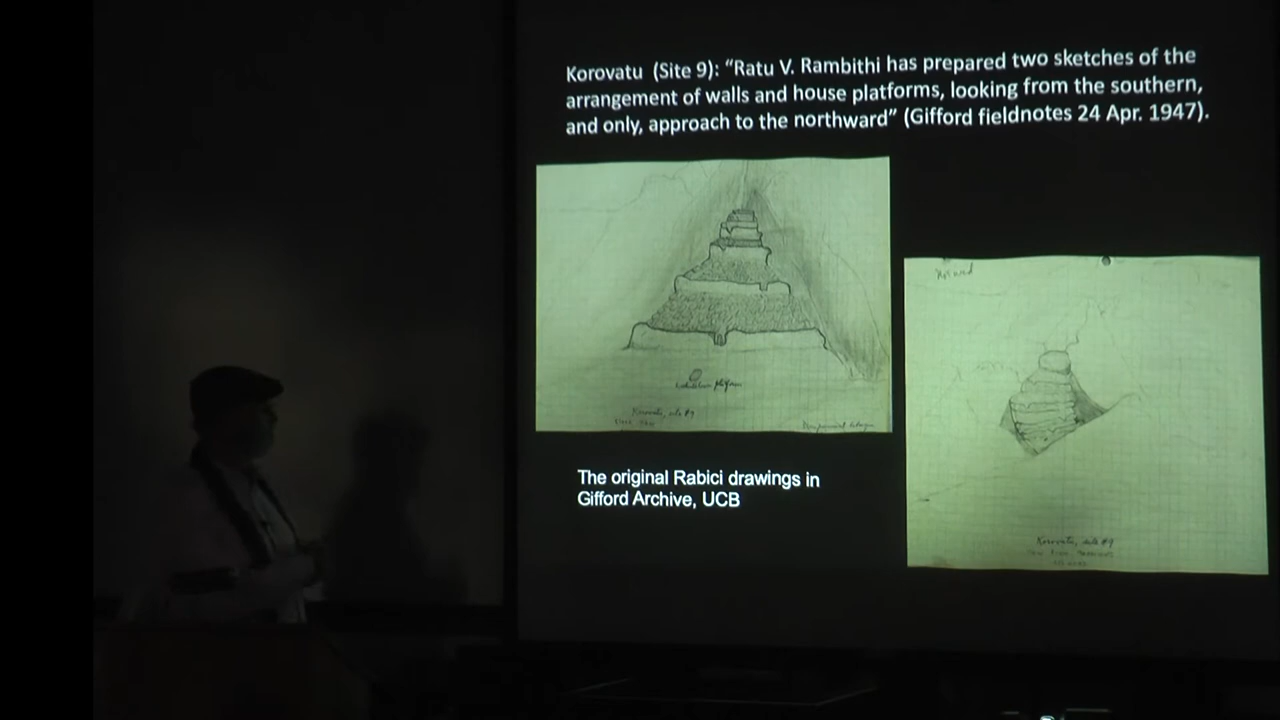 Korovatu (Site 9): “Ratu V. Rambithi has prepared two sketches of the
arrangement of walls and house platforms, looking from the southern,
and only, approach to the northward” (Gifford fieldnotes 24 Apr. 1947).
Korovatu, site #9
The original Rabici drawings in
Gifford Archive, UCB
Korovatu, site #9